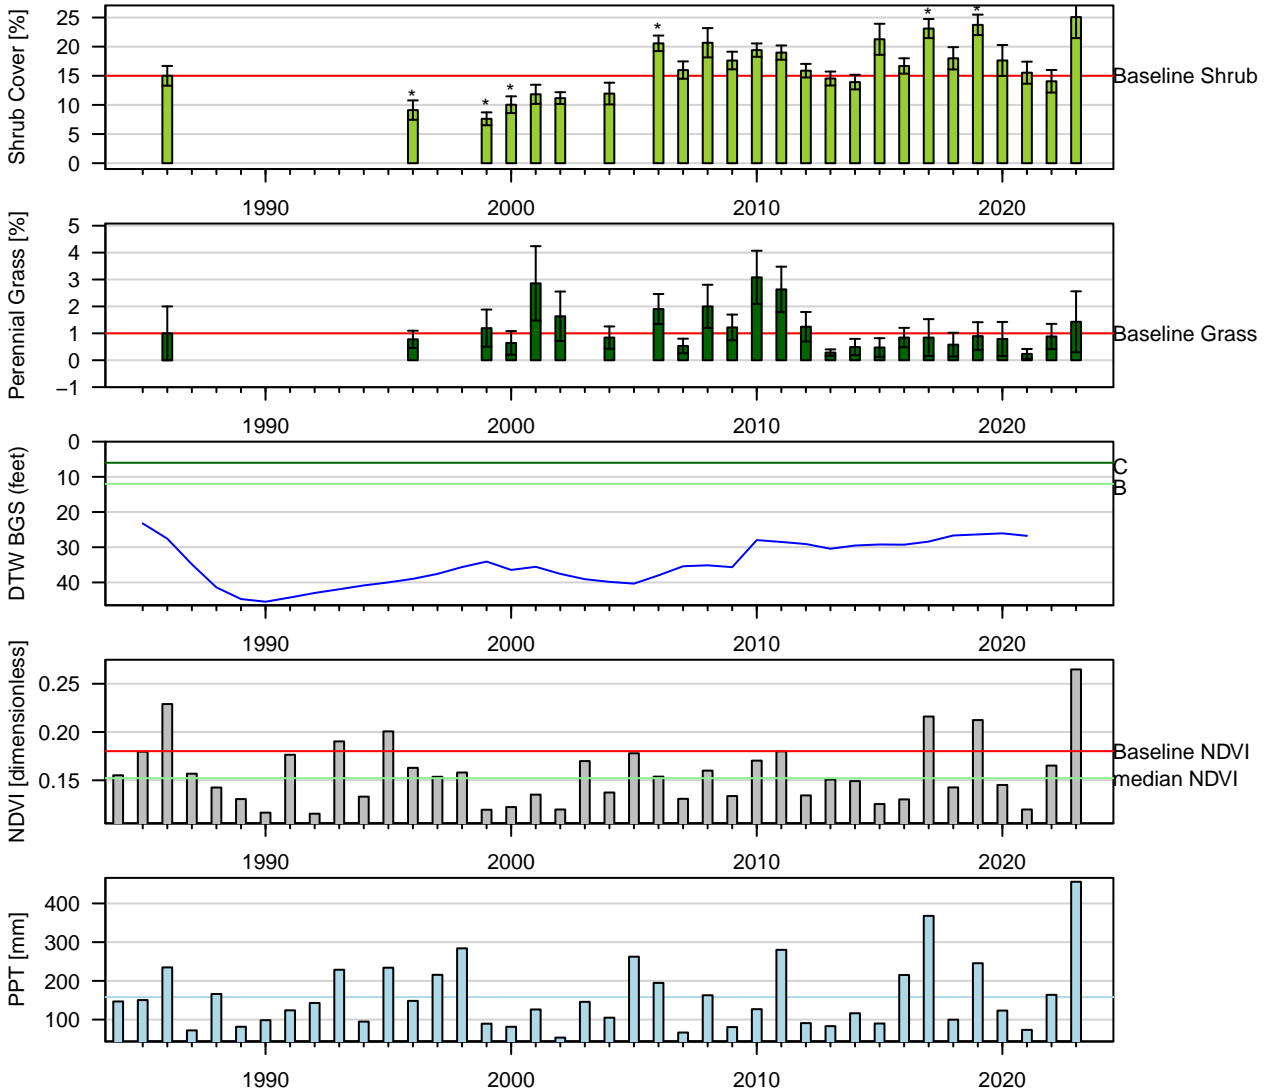 Shrub Cover [%]
25
20
15
10
5
0
* * * * * *
Baseline Shrub
1990 2000 2010 2020
Perennial Grass [%]
5
4
3
2
1
0
−1
Baseline Grass
1990 2000 2010 2020
DTW BGS (feet)
0
10
20
30
40
C
B
1990 2000 2010 2020
NDVI [dimensionless]
0.25
0.20
0.15
Baseline NDVI
median NDVI
1990 2000 2010 2020
PPT [mm]
400
300
200
100
1990 2000 2010 2020